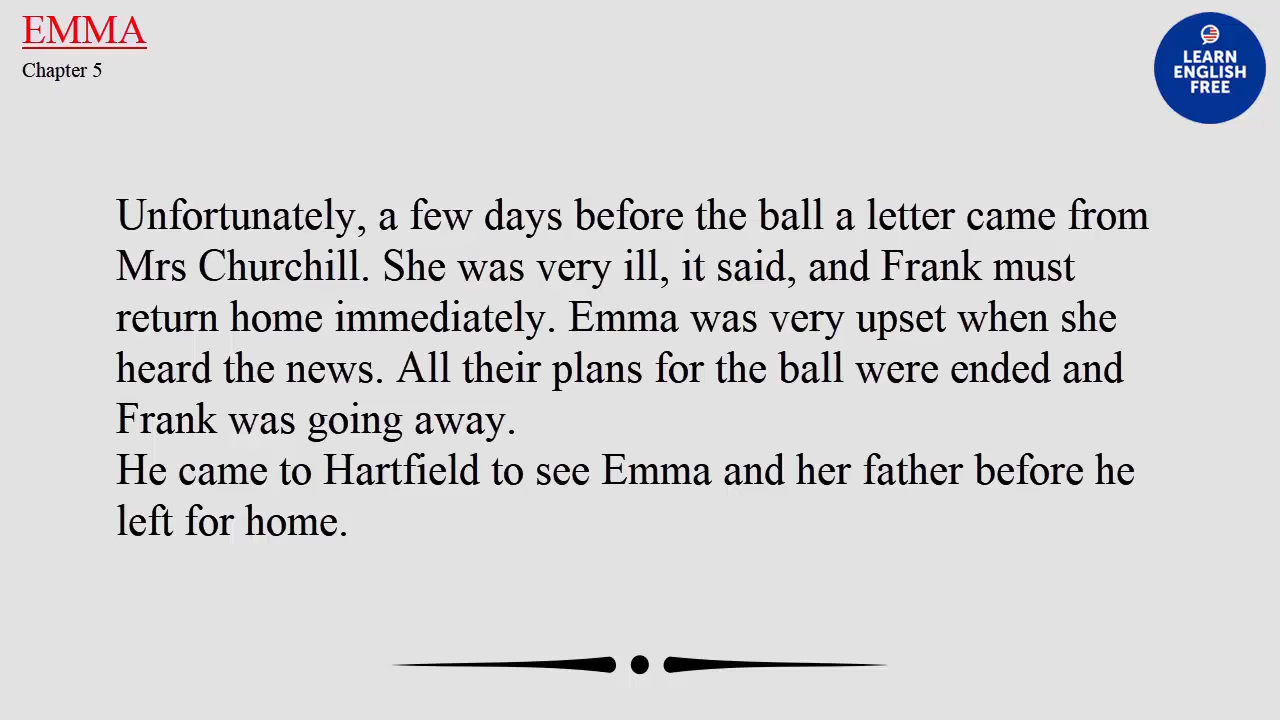 EMMA
Chapter 5
LEARN
ENGLISH
FREE
Unfortunately, a few days before the ball a letter came from
Mrs Churchill. She was very ill, it said, and Frank must
return home immediately. Emma was very upset when she
heard the news. All their plans for the ball were ended and
Frank was going away.
He came to Hartfield to see Emma and her father before he
left for home.